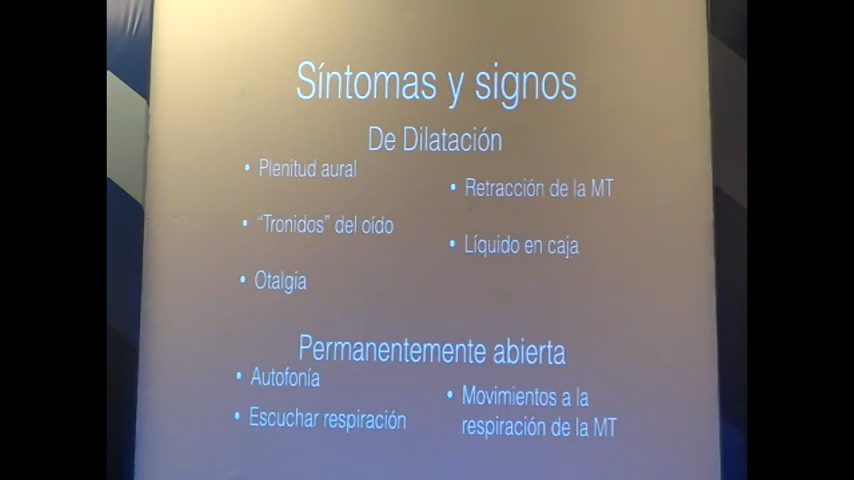 Síntomas y signos
De Dilatación
• Plenitud aural
• “Tronidos” del oído
• Otalgia
• Retracción de la MT
• Líquido en caja
Permanentemente abierta
• Autofonía
• Escuchar respiración
• Movimientos a la
respiración de la MT